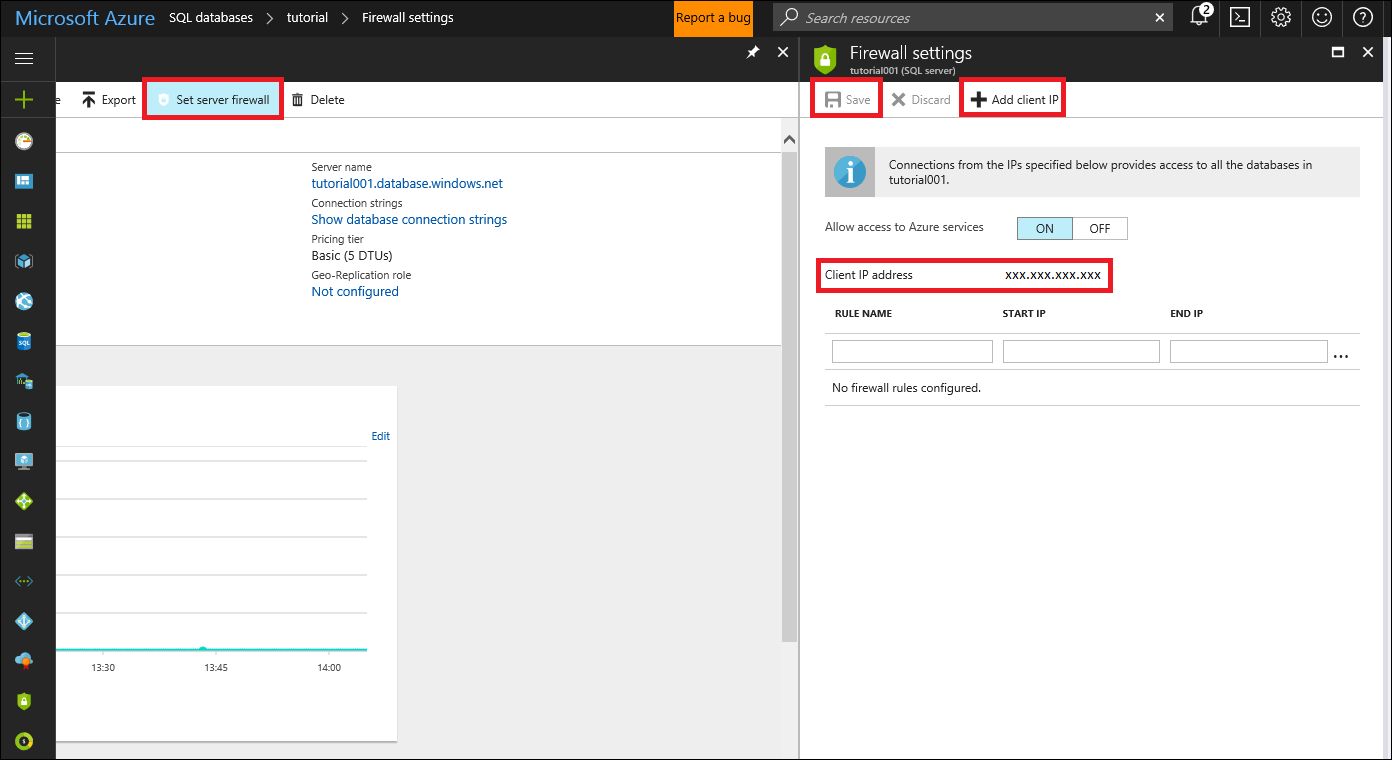 Microsoft Azure SQL databases > tutorial > Firewall settings
Report a bug
Search resources
2
e
Export
Set server firewall
Delete
Server name
tutorial001.database.windows.net
Connection strings
Show database connection strings
Pricing tier
Basic (5 DTUs)
Geo-Replication role
Not configured
Edit
13:30 13:45 14:00
Firewall settings
tutorial001 (SQL server)
Save Discard Add client IP
Connections from the IPs specified below provides access to all the databases in
tutorial001.
Allow access to Azure services ON OFF
Client IP address xxx.xxx.xxx.xxx
RULE NAME START IP END IP
...
No firewall rules configured.
SQL